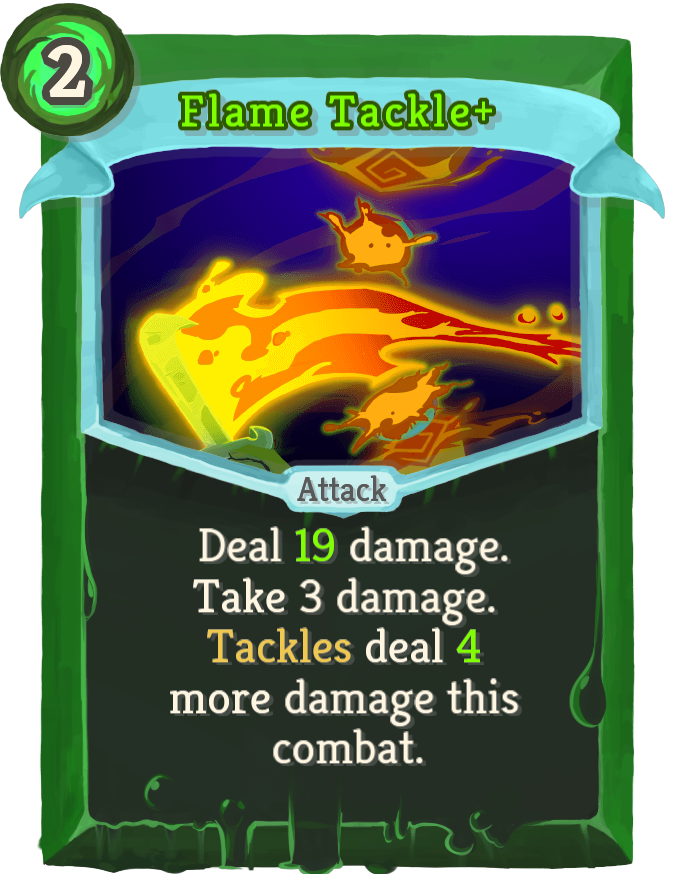 2
Flame Tackle+
Attack
Deal 19 damage.
Take 3 damage.
Tackles deal 4
more damage this
combat.